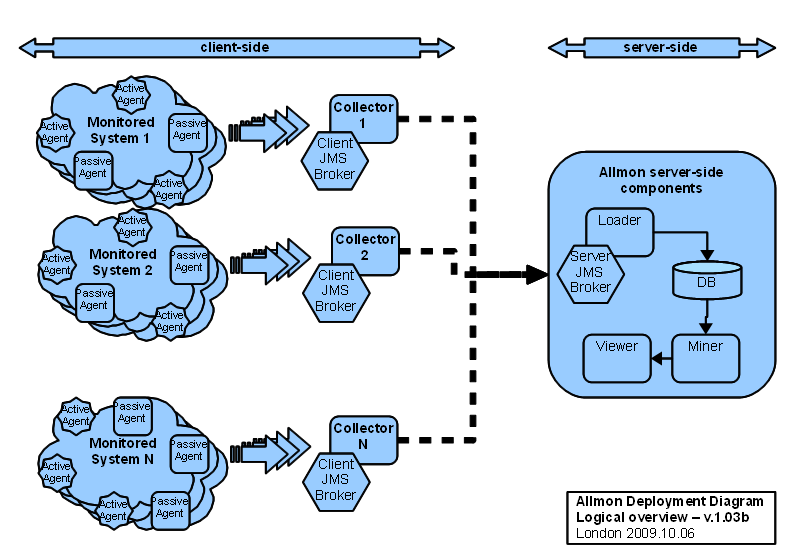 client-side
server-side
Active
Agent
Monitored
System 1
Active
Agent
Passive
Agent
Passive
Agent
Active
Agent
Collector
1
Client
JMS
Broker
Active
Agent
Monitored
System 2
Active
Agent
Passive
Agent
Passive
Agent
Active
Agent
Collector
2
Client
JMS
Broker
Active
Agent
Passive
Agent
Monitored
System N
Passive
Agent
Active
Agent
Active
Agent
Passive
Agent
Collector
N
Client
JMS
Broker
Allmon server-side
components
Loader
Server
JMS
Broker
DB
Viewer
Miner
Allmon Deployment Diagram
Logical overview – v.1.03b
London 2009.10.06